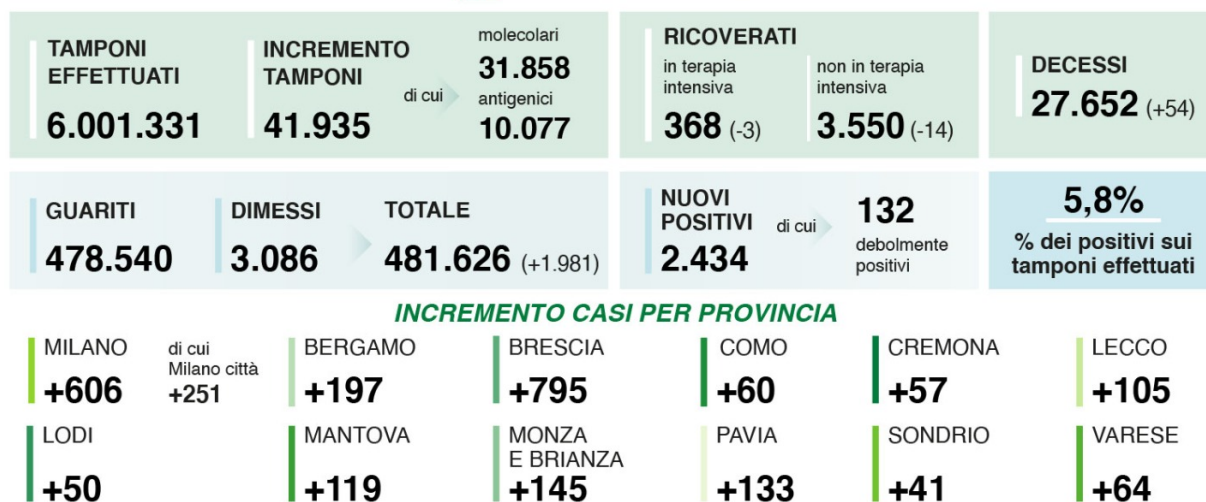 TAMPONI
EFFETTUATI
6.001.331
INCREMENTO
TAMPONI
41.935
di cui
molecolari
31.858
antigenici
10.077
RICOVERATI
in terapia
intensiva
368 (-3)
non in terapia
intensiva
3.550 (-14)
DECESSI
27.652 (+54)
GUARITI
478.540
DIMESSI
3.086
TOTALE
481.626 (+1.981)
NUOVI
POSITIVI
2.434
di cui
132
debolmente
positivi
5,8%
% dei positivi sui
tamponi effettuati
INCREMENTO CASI PER PROVINCIA
MILANO
+606
di cui
Milano città
+251
BERGAMO
+197
BRESCIA
+795
COMO
+60
CREMONA
+57
LECCO
+105
LODI
+50
MANTOVA
+119
MONZA
E BRIANZA
+145
PAVIA
+133
SONDRIO
+41
VARESE
+64